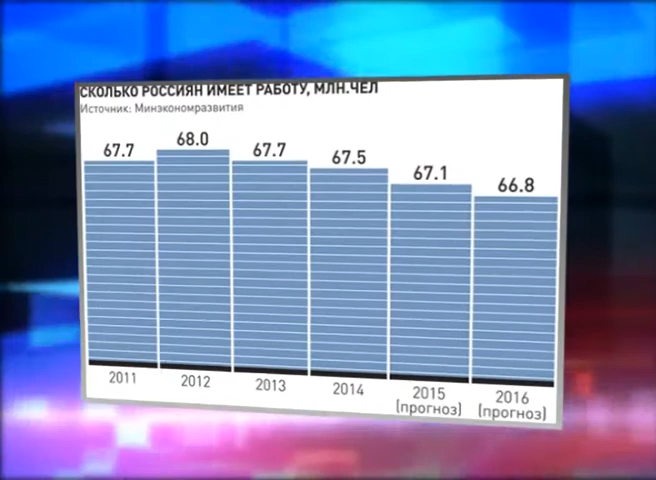 СКОЛЬКО РОССИЯН ИМЕЕТ РАБОТУ, МЛН.ЧЕЛ
Источник: Минэкономразвития
67.7 68.0 67.7 67.5 67.1 66.8
2011 2012 2013 2014 2015 2016
(прогноз) (прогноз)